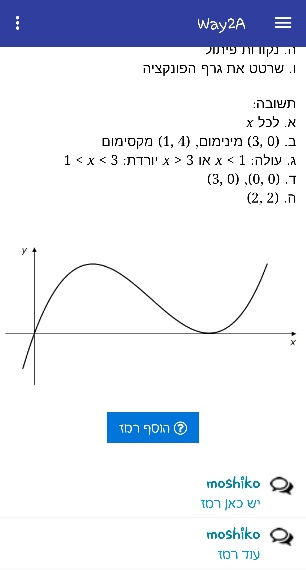 Way2A
ה. נקודות פיתול
ו. שרטט את גרף הפונקציה
תשובה:
א. לכל x
ב. (3, 0) מינימום, (1, 4) מקסימום
ג. עולה: x < 1 או x > 3 יורדת: 1 < x < 3
ד. (0, 0), (3, 0)
ה. (2, 2)
y
x
הוסף רמז
moshiko
יש כאן רמז
moshiko
עוד רמז